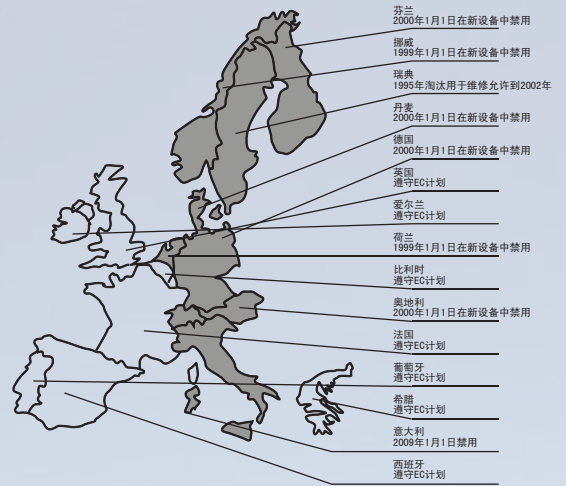 芬兰
2000年1月1日在新设备中禁用
挪威
1999年1月1日在新设备中禁用
瑞典
1995年淘汰用于维修允许到2002年
丹麦
2000年1月1日在新设备中禁用
德国
2000年1月1日在新设备中禁用
英国
遵守EC计划
爱尔兰
遵守EC计划
荷兰
1999年1月1日在新设备中禁用
比利时
遵守EC计划
奥地利
2000年1月1日在新设备中禁用
法国
遵守EC计划
葡萄牙
遵守EC计划
希腊
遵守EC计划
意大利
2009年1月1日禁用
西班牙
遵守EC计划